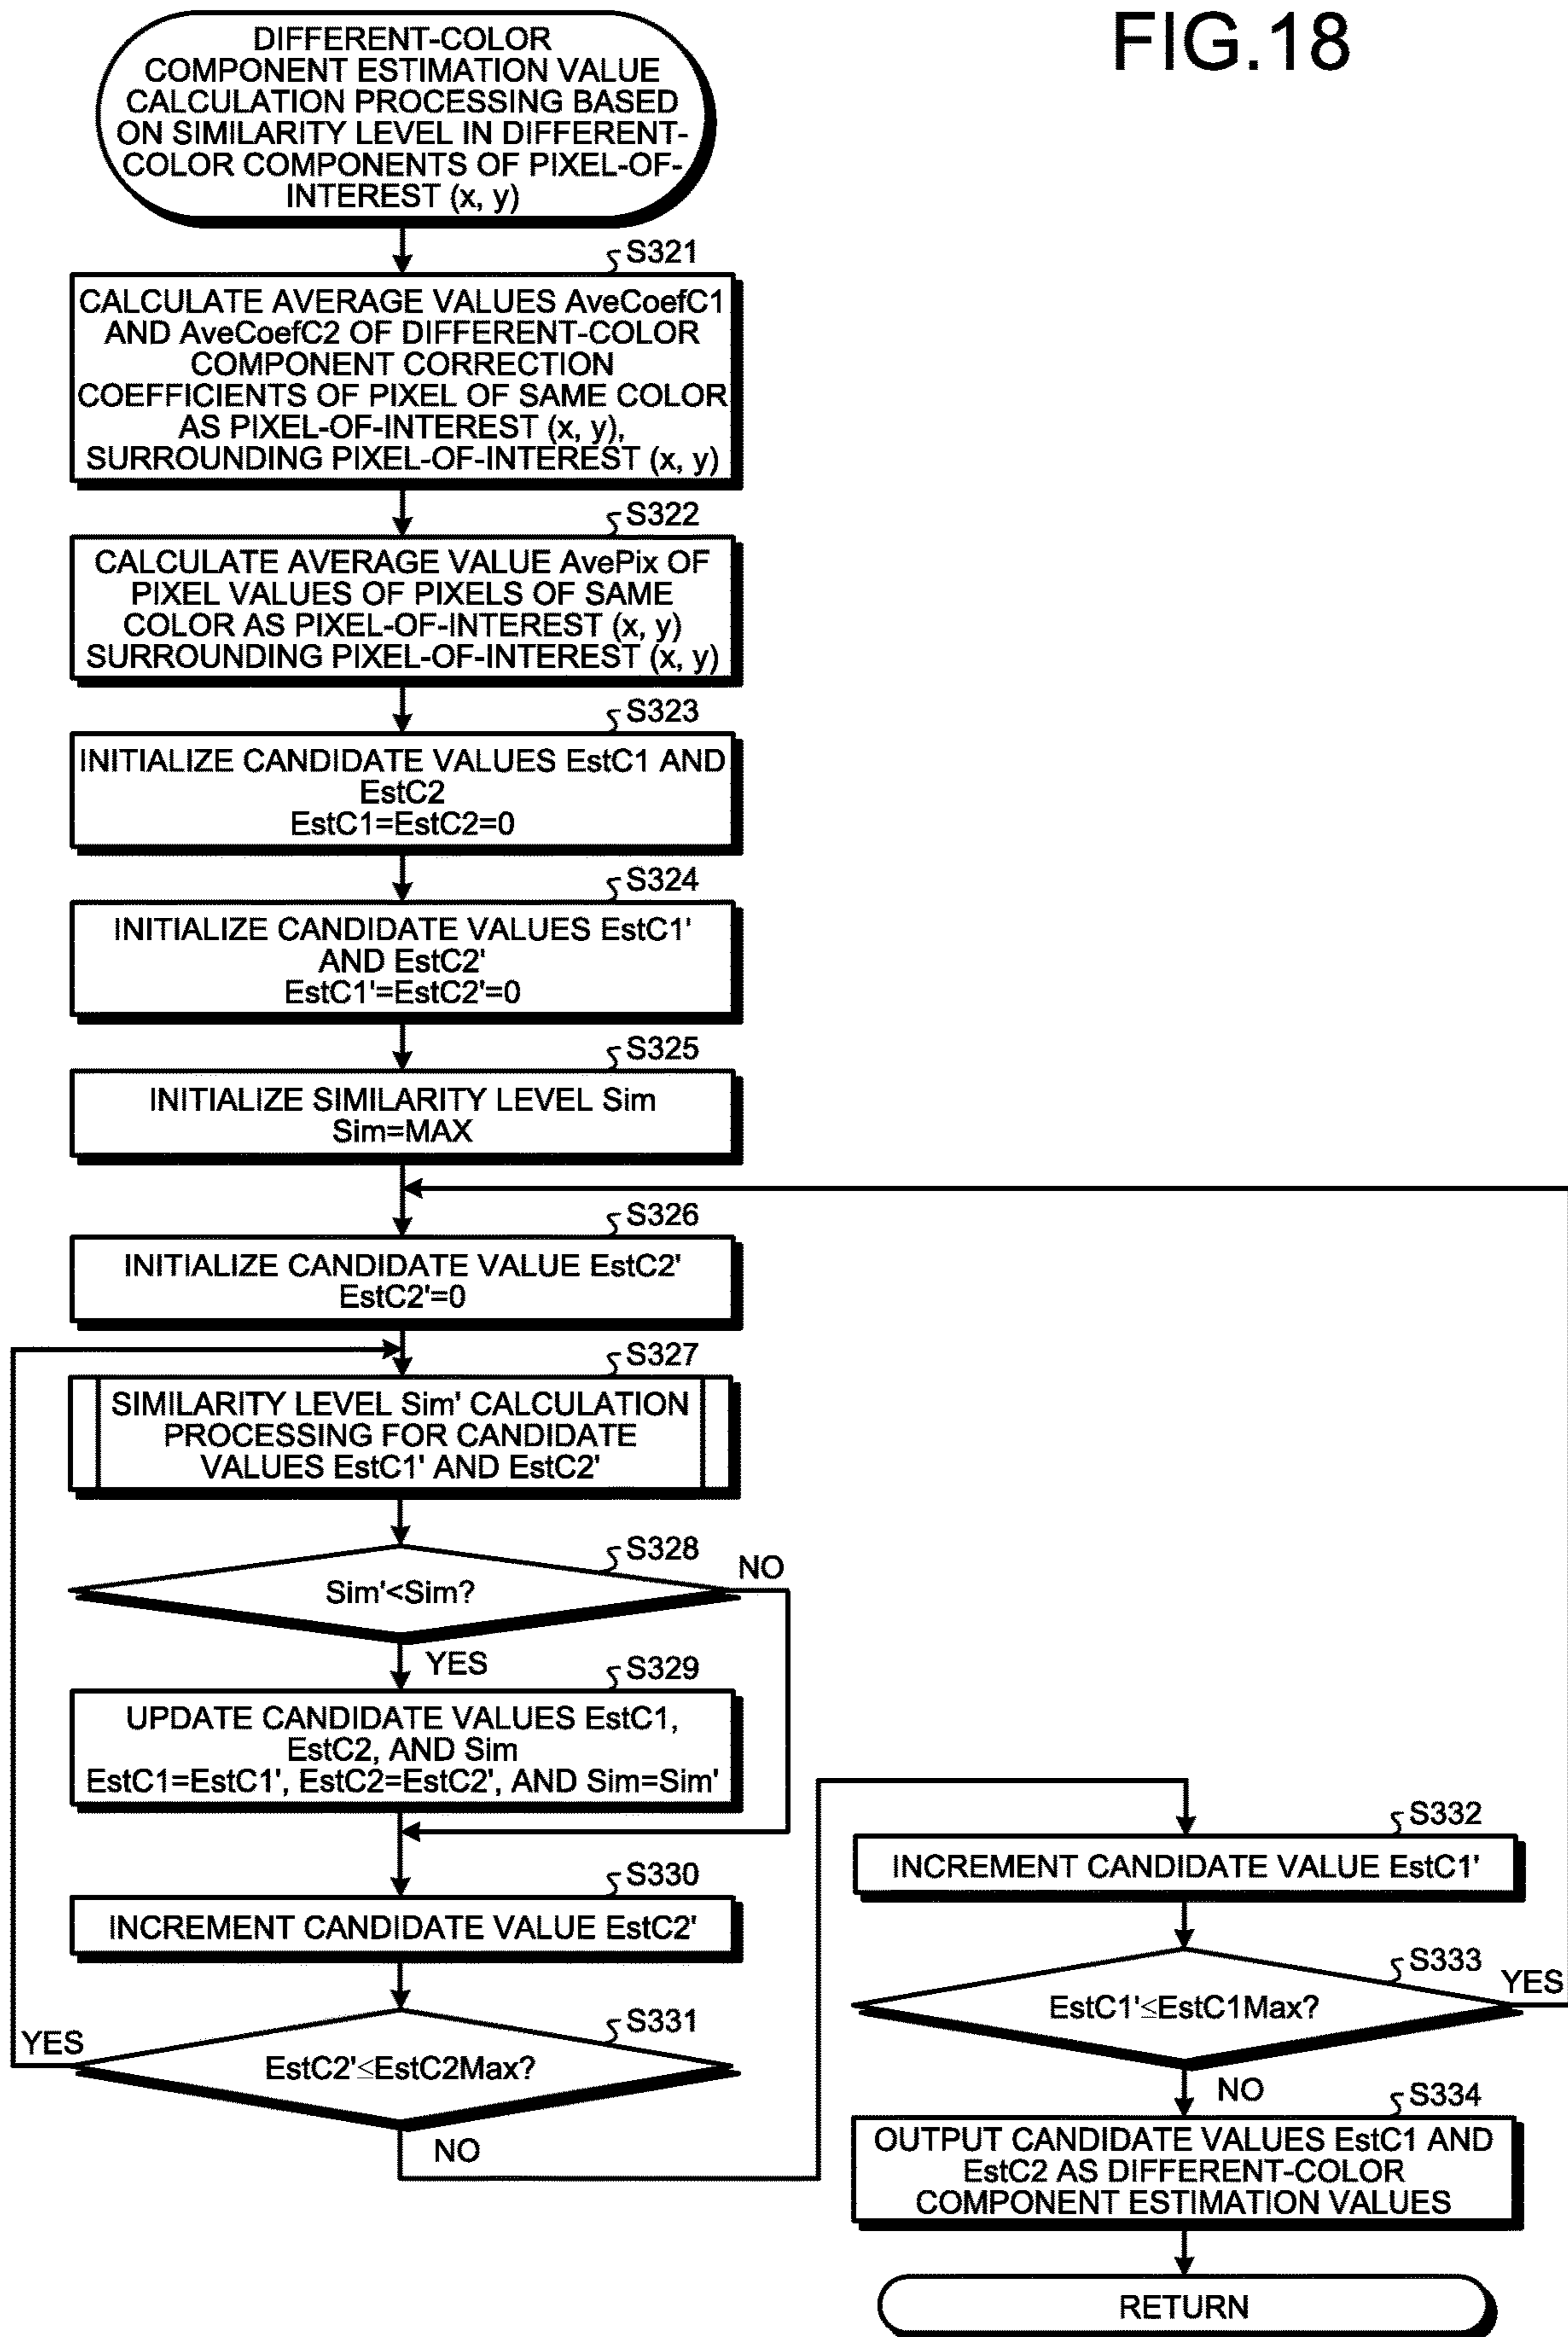 FIG.18
DIFFERENT-COLOR
COMPONENT ESTIMATION VALUE
CALCULATION PROCESSING BASED
ON SIMILARITY LEVEL IN DIFFERENT-
COLOR COMPONENTS OF PIXEL-OF-
INTEREST (x, y)
S321
CALCULATE AVERAGE VALUES AveCoefC1
AND AveCoefC2 OF DIFFERENT-COLOR
COMPONENT CORRECTION
COEFFICIENTS OF PIXEL OF SAME COLOR
AS PIXEL-OF-INTEREST (x, y),
SURROUNDING PIXEL-OF-INTEREST (x, y)
S322
CALCULATE AVERAGE VALUE AvePix OF
PIXEL VALUES OF PIXELS OF SAME
COLOR AS PIXEL-OF-INTEREST (x, y)
SURROUNDING PIXEL-OF-INTEREST (x, y)
S323
INITIALIZE CANDIDATE VALUES EstC1 AND
EstC2
EstC1=EstC2=0
S324
INITIALIZE CANDIDATE VALUES EstC1'
AND EstC2'
EstC1'=EstC2'=0
S325
INITIALIZE SIMILARITY LEVEL Sim
Sim=MAX
S326
INITIALIZE CANDIDATE VALUE EstC2'
EstC2'=0
S327
SIMILARITY LEVEL Sim' CALCULATION
PROCESSING FOR CANDIDATE
VALUES EstC1' AND EstC2'
S328
Sim'<Sim?
NO
YES
S329
UPDATE CANDIDATE VALUES EstC1,
EstC2, AND Sim
EstC1=EstC1', EstC2=EstC2', AND Sim=Sim'
S330
INCREMENT CANDIDATE VALUE EstC2'
S331
EstC2'≤EstC2Max?
YES
NO
S332
INCREMENT CANDIDATE VALUE EstC1'
S333
EstC1'≤EstC1Max?
YES
NO
S334
OUTPUT CANDIDATE VALUES EstC1 AND
EstC2 AS DIFFERENT-COLOR
COMPONENT ESTIMATION VALUES
RETURN